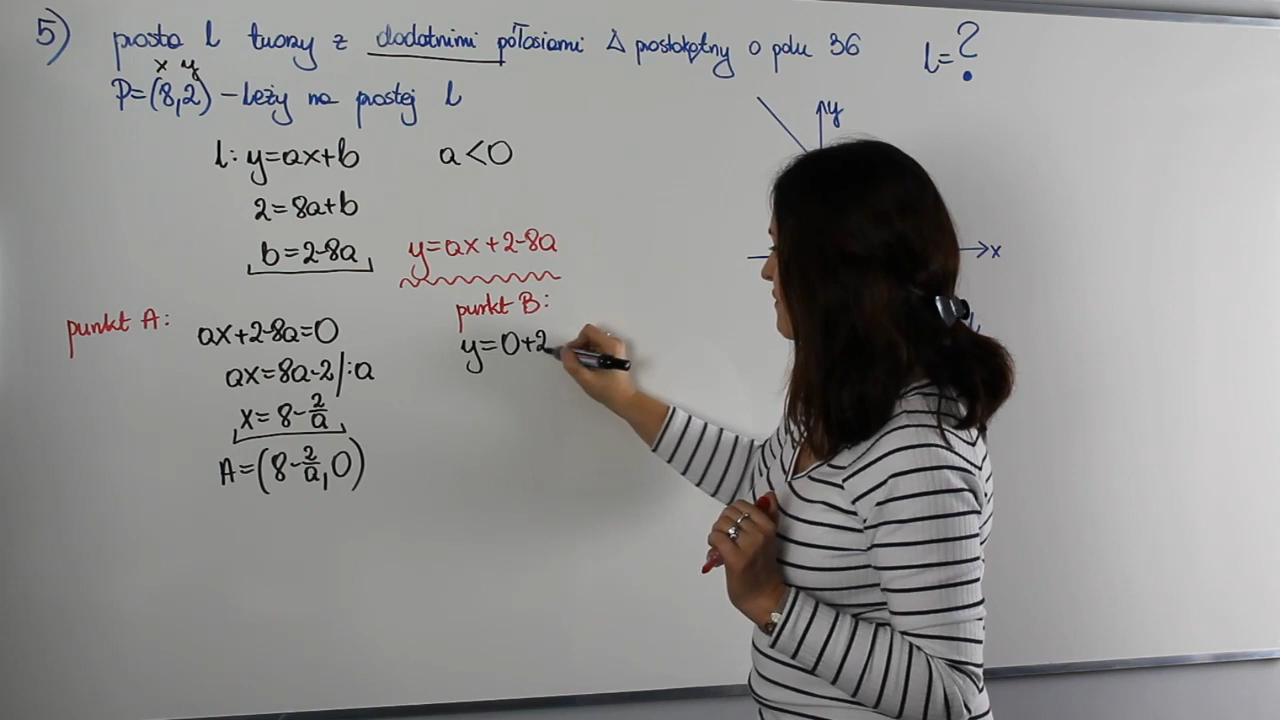 5) prosta l tworzy z dodatnimi półosiami Δ prostokątny o polu 36
l=?
x y
P=(8,2) – leży na prostej l
l: y=ax+b a<0
2=8a+b
b=2-8a y=ax+2-8a
punkt A:
ax+2-8a=0
ax=8a-2/:a
x=8-2/a
A=(8-2/a,0)
punkt B:
y=0+2
y
x